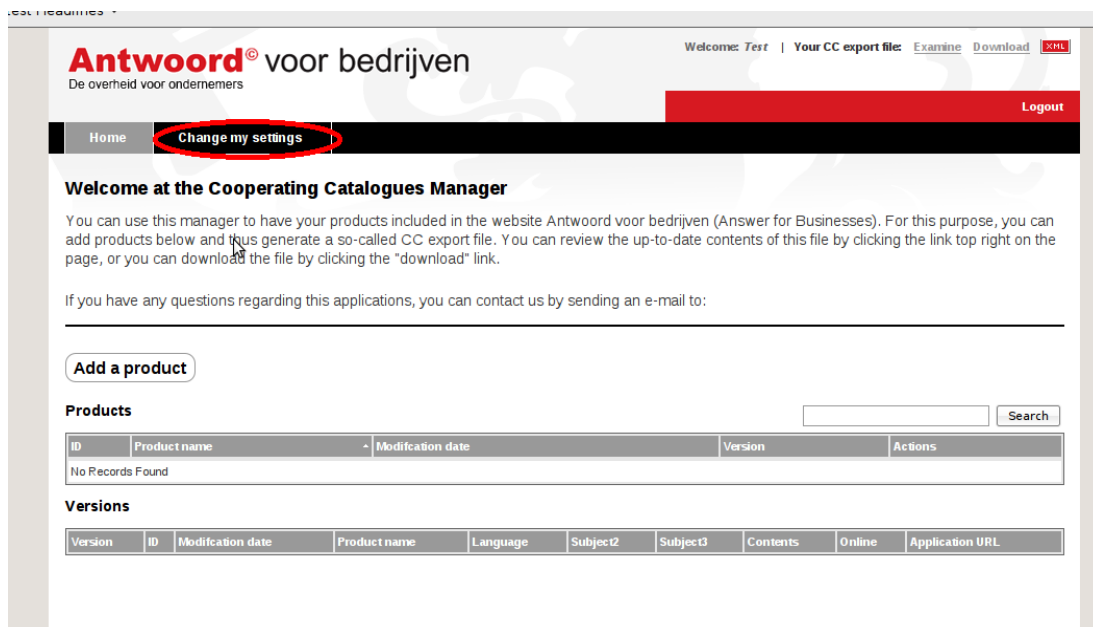 Welcome: Test | Your CC export file: Examine Download XML
Antwoord© voor bedrijven
De overheid voor ondernemers
Logout
Home Change my settings
Welcome at the Cooperating Catalogues Manager
You can use this manager to have your products included in the website Antwoord voor bedrijven (Answer for Businesses). For this purpose, you can
add products below and thus generate a so-called CC export file. You can review the up-to-date contents of this file by clicking the link top right on the
page, or you can download the file by clicking the "download" link.
If you have any questions regarding this applications, you can contact us by sending an e-mail to:
Add a product
Products
Search
ID Product name Modifcation date Version Actions
No Records Found
Versions
Version ID Modifcation date Product name Language Subject2 Subject3 Contents Online Application URL